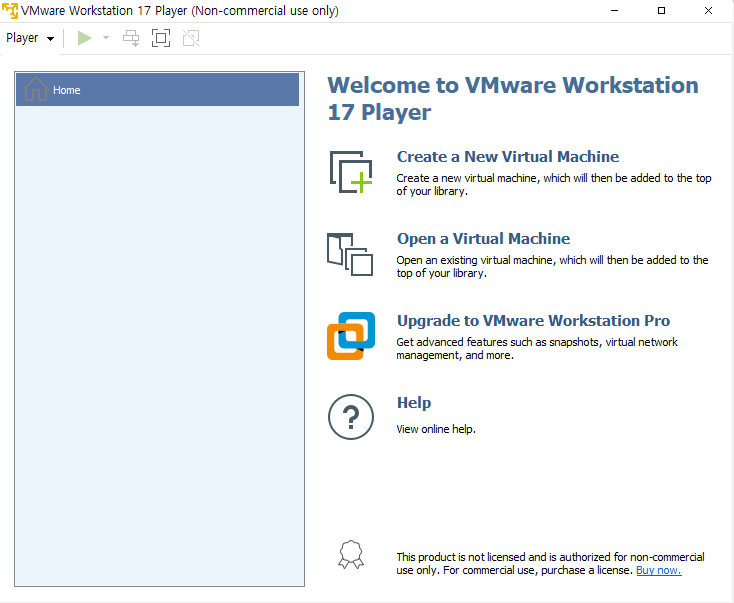 VMware Workstation 17 Player (Non-commercial use only)
Player
Home
Welcome to VMware Workstation
17 Player
Create a New Virtual Machine
Create a new virtual machine, which will then be added to the top
of your library.
Open a Virtual Machine
Open an existing virtual machine, which will then be added to the
top of your library.
Upgrade to VMware Workstation Pro
Get advanced features such as snapshots, virtual network
management, and more.
Help
View online help.
This product is not licensed and is authorized for non-commercial
use only. For commercial use, purchase a license. Buy now.